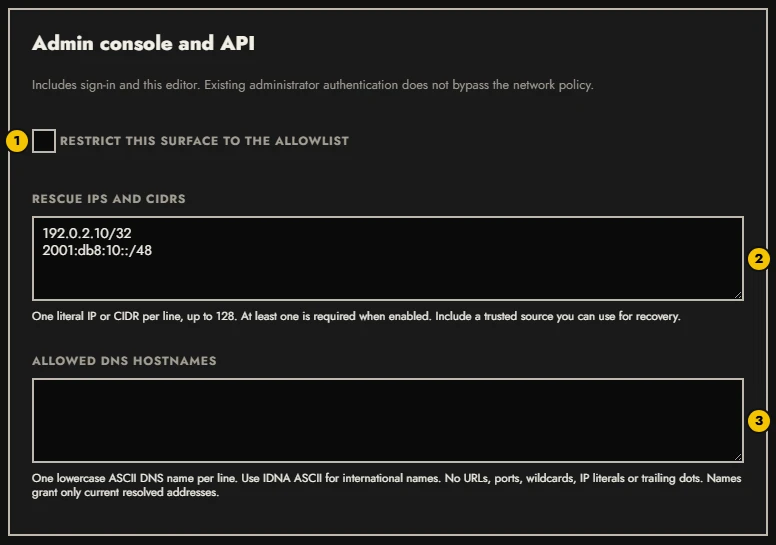 Admin console and API
Includes sign-in and this editor. Existing administrator authentication does not bypass the network policy.
1 RESTRICT THIS SURFACE TO THE ALLOWLIST
RESCUE IPS AND CIDRS
192.0.2.10/32
2001:db8:10::/48
2
One literal IP or CIDR per line, up to 128. At least one is required when enabled. Include a trusted source you can use for recovery.
ALLOWED DNS HOSTNAMES
3
One lowercase ASCII DNS name per line. Use IDNA ASCII for international names. No URLs, ports, wildcards, IP literals or trailing dots. Names
grant only current resolved addresses.